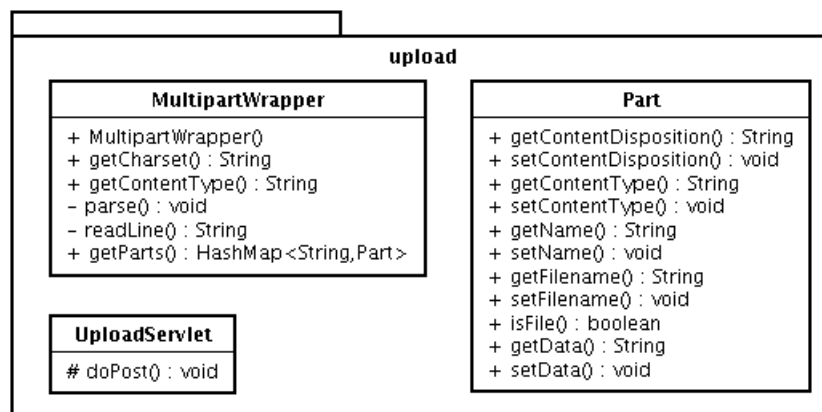 upload
MultipartWrapper
+ MultipartWrapper()
+ getCharset() : String
+ getContentType() : String
- parse() : void
- readLine() : String
+ getParts() : HashMap<String,Part>
Part
+ getContentDisposition() : String
+ setContentDisposition() : void
+ getContentType() : String
+ setContentType() : void
+ getName() : String
+ setName() : void
+ getFilename() : String
+ setFilename() : void
+ isFile() : boolean
+ getData() : String
+ setData() : void
UploadServlet
# doPost() : void